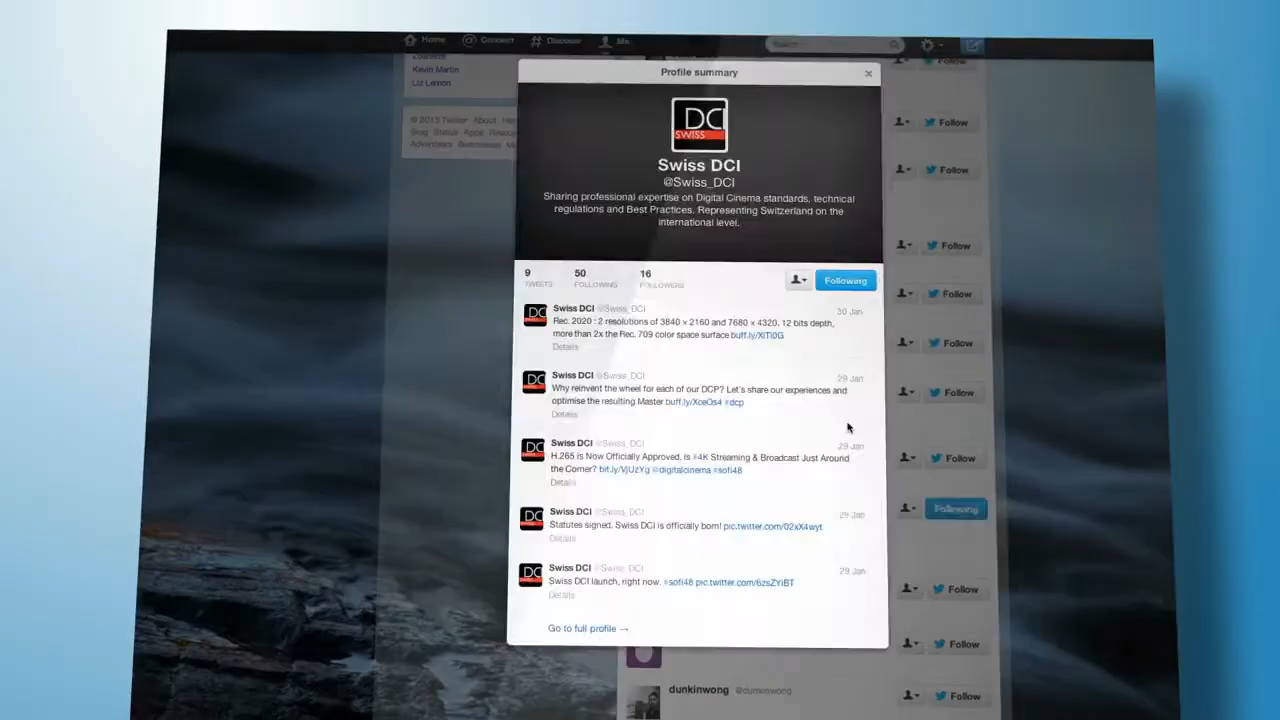 Home Connect Discover Me Search
Profile summary
Kevin Martin
Liz Lemon
© 2013 Twitter About
Blog Status Apps
DC
SWISS
Swiss DCI
@Swiss_DCI
Sharing professional expertise on Digital Cinema standards, technical
regulations and Best Practices. Representing Switzerland on the
international level.
9 50 16
TWEETS FOLLOWING FOLLOWERS
Following
Swiss DCI @Swiss_DCI 30 Jan
Rec. 2020 : 2 resolutions of 3840 × 2160 and 7680 × 4320. 12 bits depth,
more than 2x the Rec. 709 color space surface buff.ly/XiTl0G
Details
Swiss DCI @Swiss_DCI 29 Jan
Why reinvent the wheel for each of our DCP? Let's share our experiences and
optimise the resulting Master buff.ly/XceOs4 #dcp
Details
Swiss DCI @Swiss_DCI 29 Jan
H.265 is Now Officially Approved, is #4K Streaming & Broadcast Just Around
the Corner? bit.ly/VjUzYg @digitalcinema #sofi48
Details
Swiss DCI @Swiss_DCI 29 Jan
Statutes signed. Swiss DCI is officially born! pic.twitter.com/02xX4wyt
Details
Swiss DCI @Swiss_DCI 29 Jan
Swiss DCI launch, right now. #sofi48 pic.twitter.com/6zsZYiBT
Details
Go to full profile →
Follow
Follow
Follow
Follow
Follow
Follow
Follow
Follow
Following
Follow
Follow
dunkinwong @dunkinwong Follow